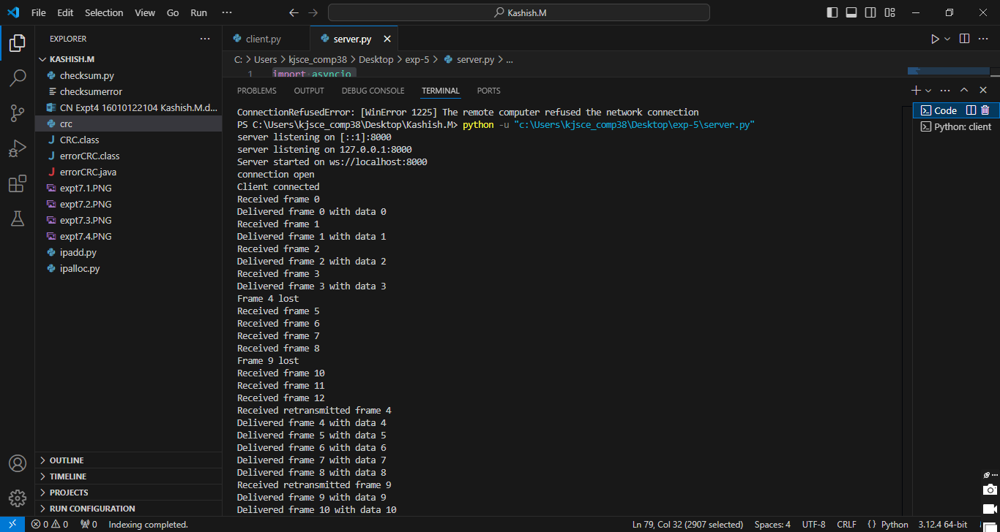 File Edit Selection View Go Run ··· Kashish.M
EXPLORER ···
KASHISH.M
checksum.py
checksumerror
CN Expt4 16010122104 Kashish.M.d...
crc
CRC.class
errorCRC.class
errorCRC.java
expt7.1.PNG
expt7.2.PNG
expt7.3.PNG
expt7.4.PNG
ipadd.py
ipalloc.py
OUTLINE
TIMELINE
PROJECTS
RUN CONFIGURATION
client.py server.py
C: > Users > kjsce_comp38 > Desktop > exp-5 > server.py > ...
1 import asyncio
PROBLEMS OUTPUT DEBUG CONSOLE TERMINAL PORTS
Code
Python: client
ConnectionRefusedError: [WinError 1225] The remote computer refused the network connection
PS C:\Users\kjsce_comp38\Desktop\Kashish.M> python -u "c:\Users\kjsce_comp38\Desktop\exp-5\server.py"
server listening on [::1]:8000
server listening on 127.0.0.1:8000
Server started on ws://localhost:8000
connection open
Client connected
Received frame 0
Delivered frame 0 with data 0
Received frame 1
Delivered frame 1 with data 1
Received frame 2
Delivered frame 2 with data 2
Received frame 3
Delivered frame 3 with data 3
Frame 4 lost
Received frame 5
Received frame 6
Received frame 7
Received frame 8
Frame 9 lost
Received frame 10
Received frame 11
Received frame 12
Received retransmitted frame 4
Delivered frame 4 with data 4
Delivered frame 5 with data 5
Delivered frame 6 with data 6
Delivered frame 7 with data 7
Delivered frame 8 with data 8
Received retransmitted frame 9
Delivered frame 9 with data 9
Delivered frame 10 with data 10
0 0 0 Indexing completed. Ln 79, Col 32 (2907 selected) Spaces: 4 UTF-8 CRLF {} Python 3.12.4 64-bit